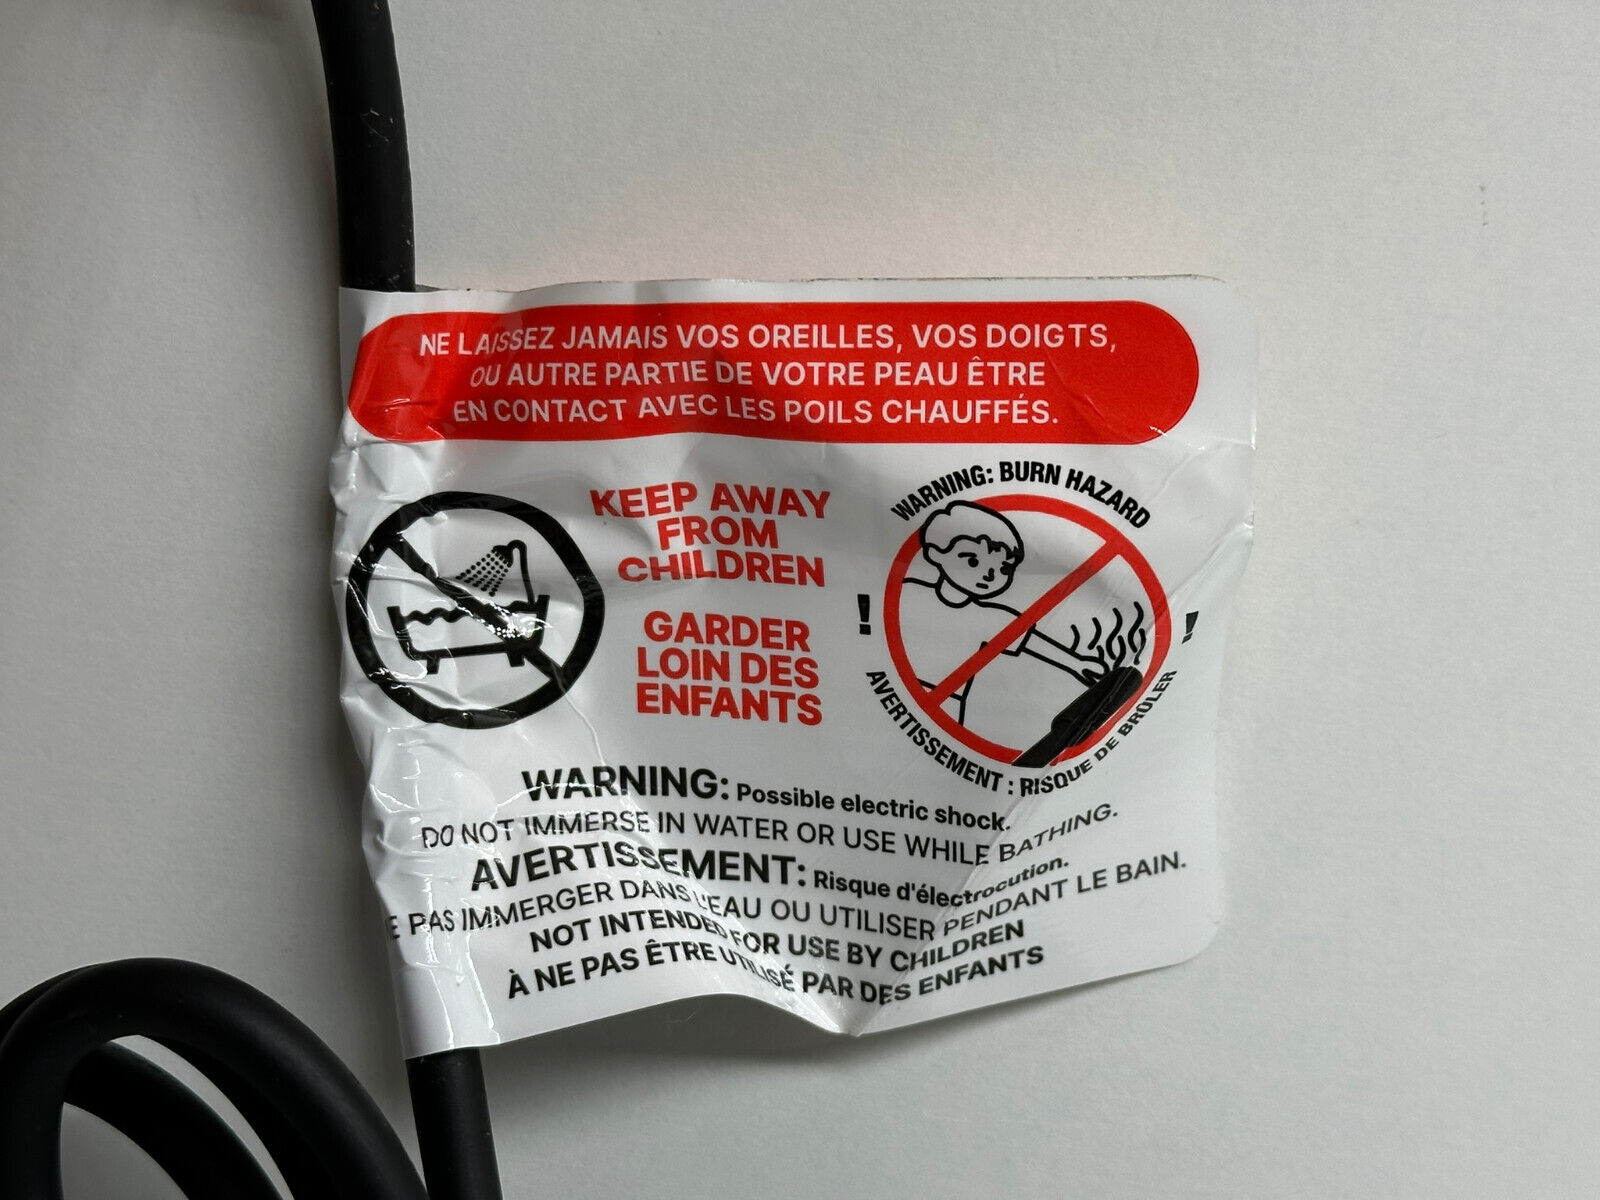 NE LAISSEZ JAMAIS VOS OREILLES, VOS DOIGTS,
OU AUTRE PARTIE DE VOTRE PEAU ÊTRE
EN CONTACT AVEC LES POILS CHAUFFÉS.
KEEP AWAY
FROM
CHILDREN
GARDER
LOIN DES
ENFANTS
WARNING: BURN HAZARD
! !
AVERTISSEMENT : RISQUE DE BRÛLER
WARNING: Possible electric shock.
DO NOT IMMERSE IN WATER OR USE WHILE BATHING.
AVERTISSEMENT: Risque d'électrocution.
E PAS IMMERGER DANS L'EAU OU UTILISER PENDANT LE BAIN.
NOT INTENDED FOR USE BY CHILDREN
À NE PAS ÊTRE UTILISÉ PAR DES ENFANTS